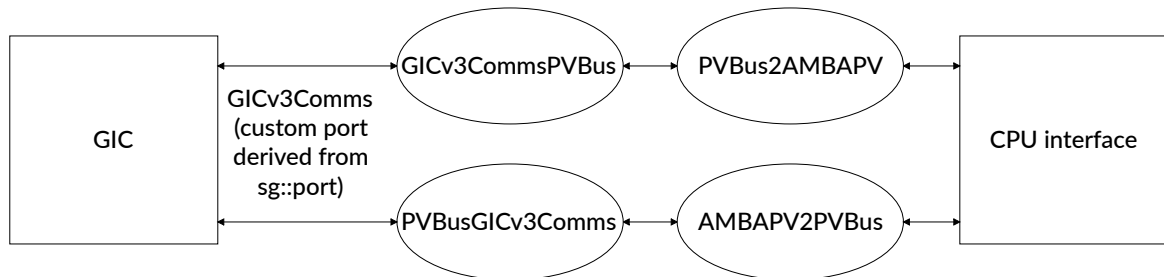 GICv3CommsPVBus
PVBus2AMBAPV
GICv3Comms
(custom port
derived from
sg::port)
GIC
CPU interface
PVBusGICv3Comms
AMBAPV2PVBus